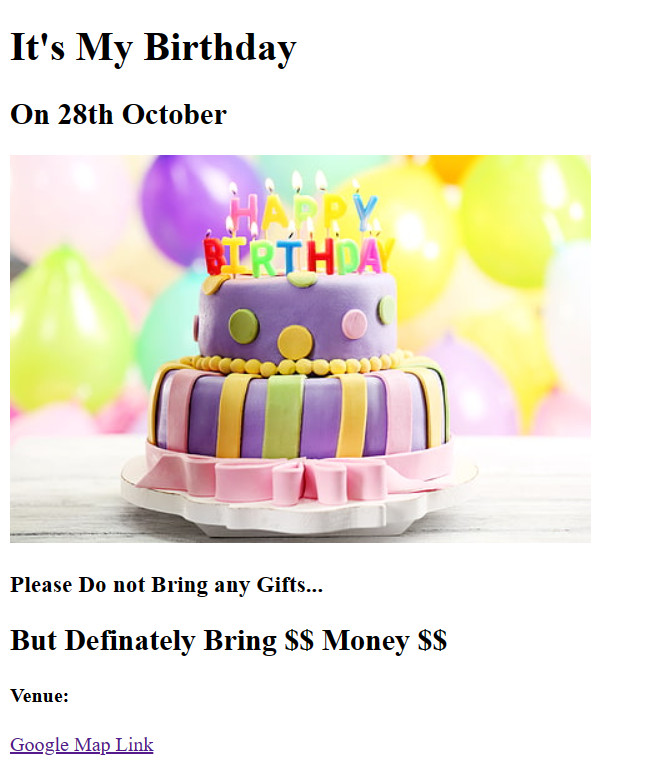 It's My Birthday
On 28th October
HAPPY
BIRTHDAY
Please Do not Bring any Gifts...
But Definately Bring $$ Money $$
Venue:
Google Map Link